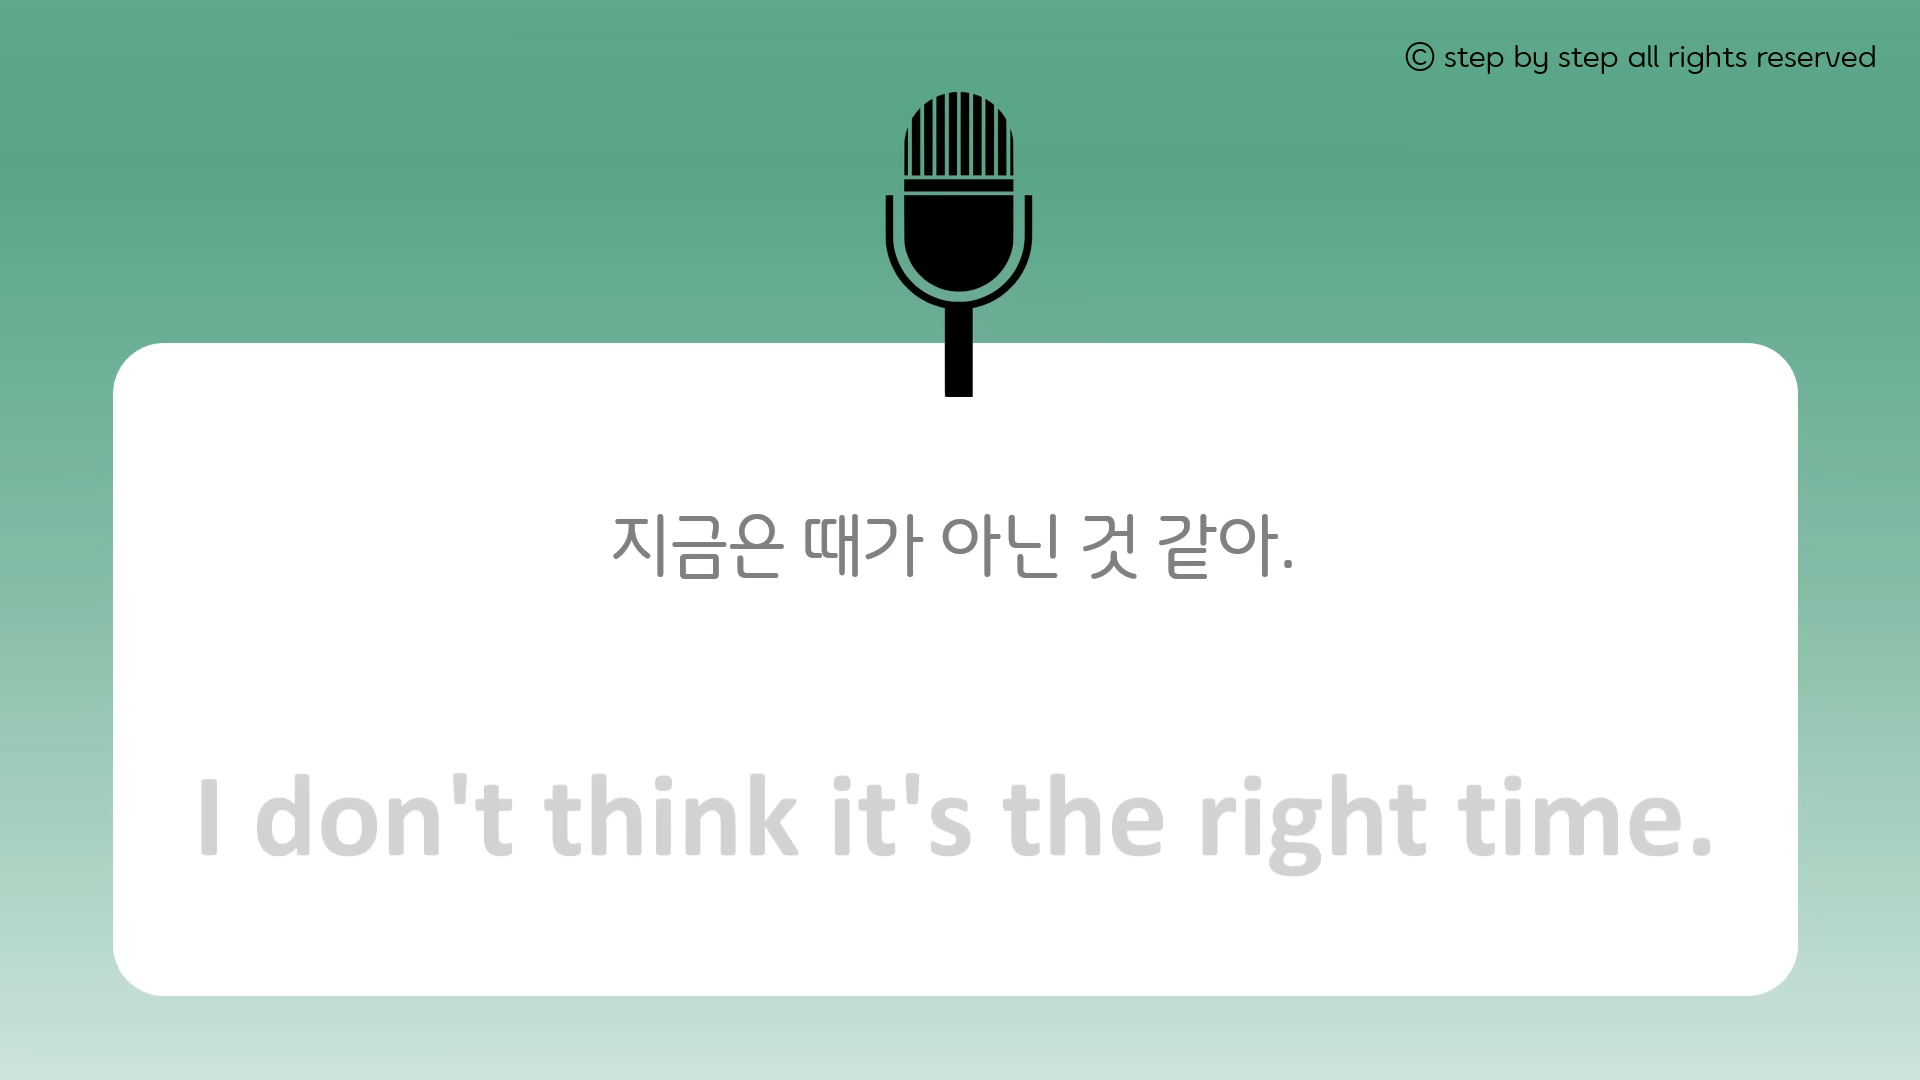 © step by step all rights reserved
지금은 때가 아닌 것 같아.
I don't think it's the right time.